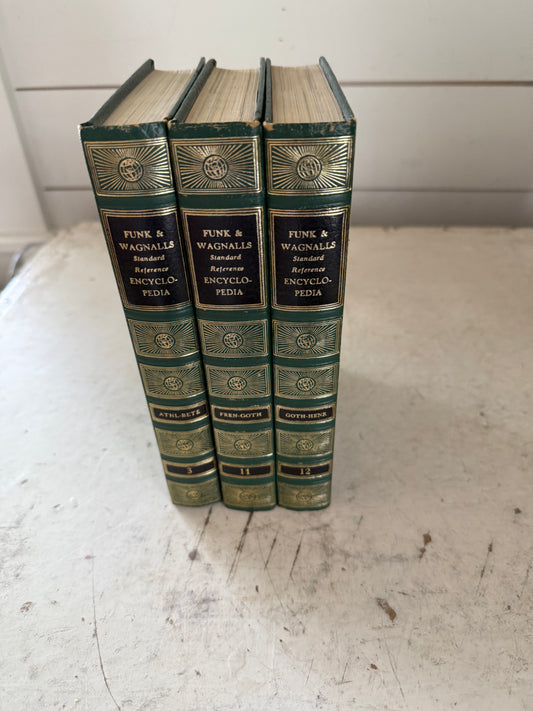 FUNK &
WAGNALLS
Standard
Reference
ENCYCLO-
PEDIA
ATHL-BETZ
3
FUNK &
WAGNALLS
Standard
Reference
ENCYCLO-
PEDIA
FREN-GOTH
11
FUNK &
WAGNALLS
Standard
Reference
ENCYCLO-
PEDIA
GOTH-HENR
12